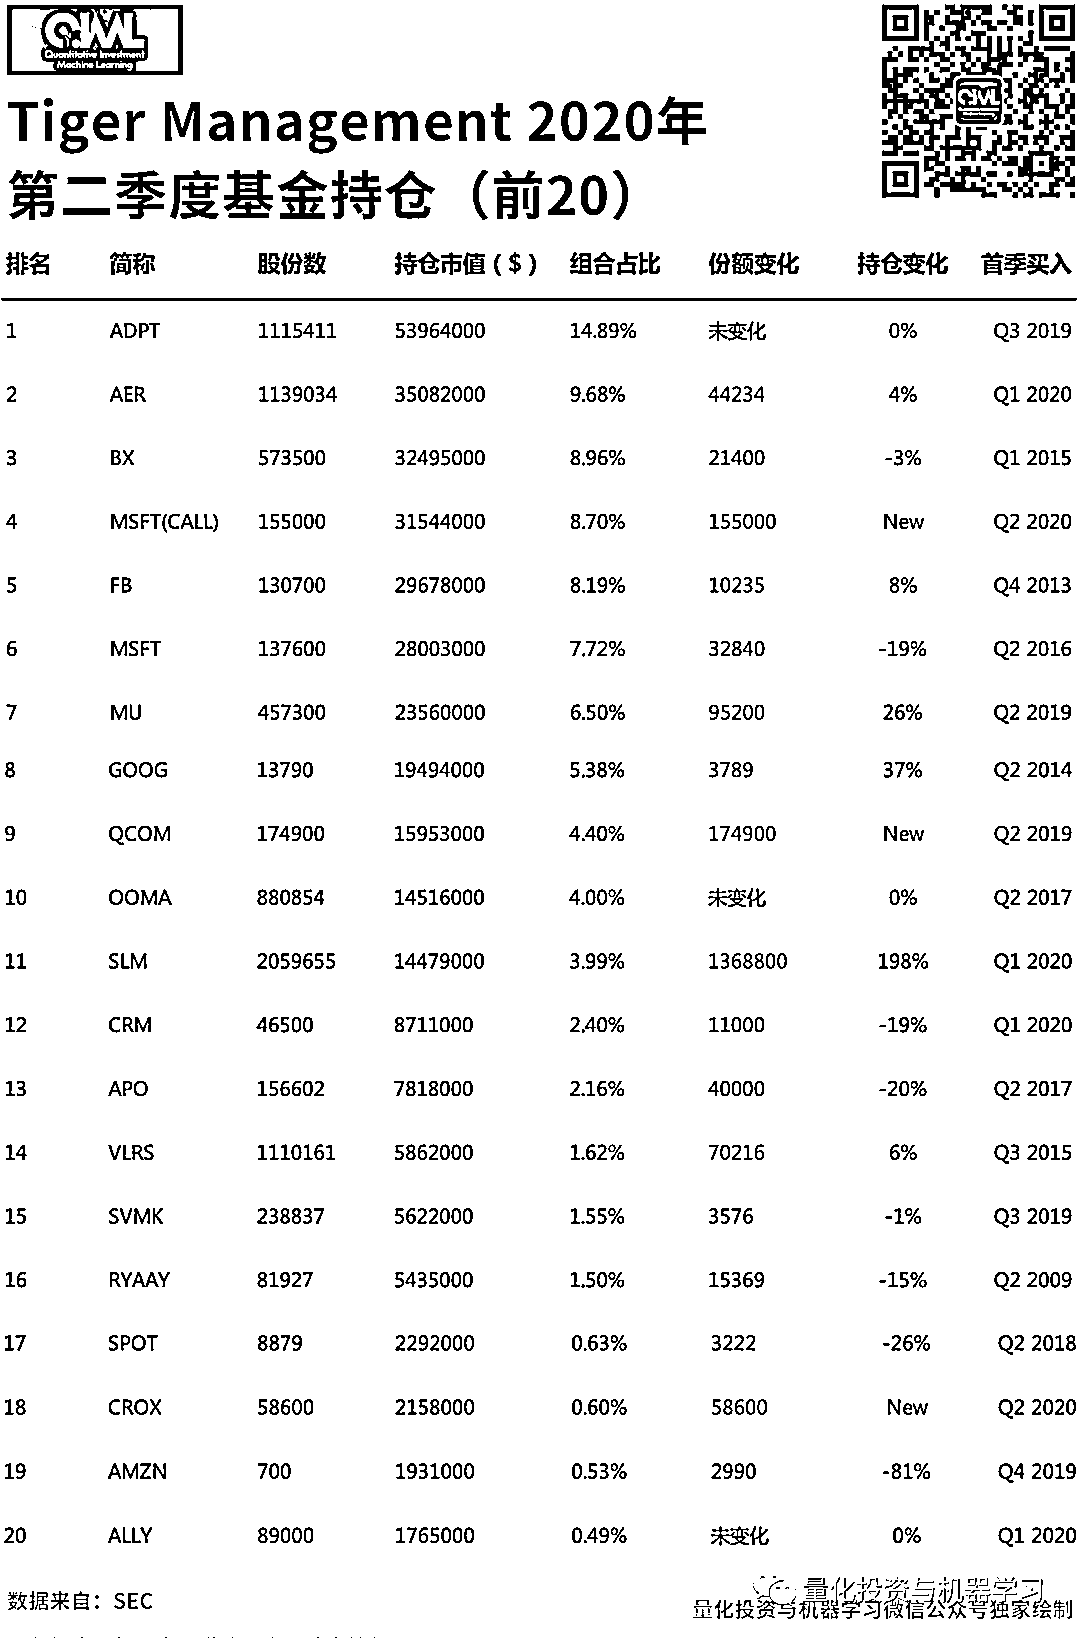 QIML
Quantitative Investment
Machine Learning
QIML
Tiger Management 2020年
第二季度基金持仓（前20）
排名 简称 股份数 持仓市值（$） 组合占比 份额变化 持仓变化 首季买入
1 ADPT 1115411 53964000 14.89% 未变化 0% Q3 2019
2 AER 1139034 35082000 9.68% 44234 4% Q1 2020
3 BX 573500 32495000 8.96% 21400 -3% Q1 2015
4 MSFT(CALL) 155000 31544000 8.70% 155000 New Q2 2020
5 FB 130700 29678000 8.19% 10235 8% Q4 2013
6 MSFT 137600 28003000 7.72% 32840 -19% Q2 2016
7 MU 457300 23560000 6.50% 95200 26% Q2 2019
8 GOOG 13790 19494000 5.38% 3789 37% Q2 2014
9 QCOM 174900 15953000 4.40% 174900 New Q2 2019
10 OOMA 880854 14516000 4.00% 未变化 0% Q2 2017
11 SLM 2059655 14479000 3.99% 1368800 198% Q1 2020
12 CRM 46500 8711000 2.40% 11000 -19% Q1 2020
13 APO 156602 7818000 2.16% 40000 -20% Q2 2017
14 VLRS 1110161 5862000 1.62% 70216 6% Q3 2015
15 SVMK 238837 5622000 1.55% 3576 -1% Q3 2019
16 RYAAY 81927 5435000 1.50% 15369 -15% Q2 2009
17 SPOT 8879 2292000 0.63% 3222 -26% Q2 2018
18 CROX 58600 2158000 0.60% 58600 New Q2 2020
19 AMZN 700 1931000 0.53% 2990 -81% Q4 2019
20 ALLY 89000 1765000 0.49% 未变化 0% Q1 2020
量化投资与机器学习
数据来自：SEC 量化投资与机器学习微信公众号独家绘制